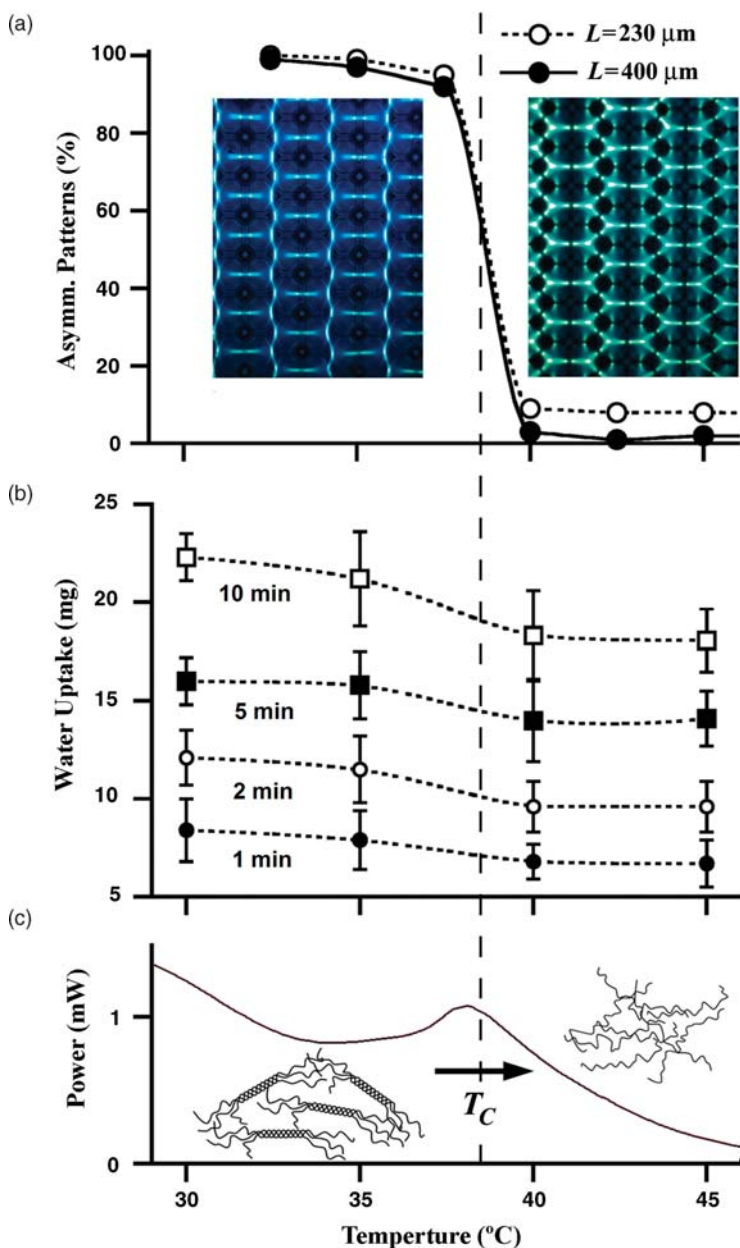 (a)
L=230 μm
L=400 μm
100
80
60
40
20
0
Asymm. Patterns (%)
(b)
25
20
15
10
5
Water Uptake (mg)
10 min
5 min
2 min
1 min
(c)
1
0
Power (mW)
T_C
30
35
40
45
Temperture (ºC)